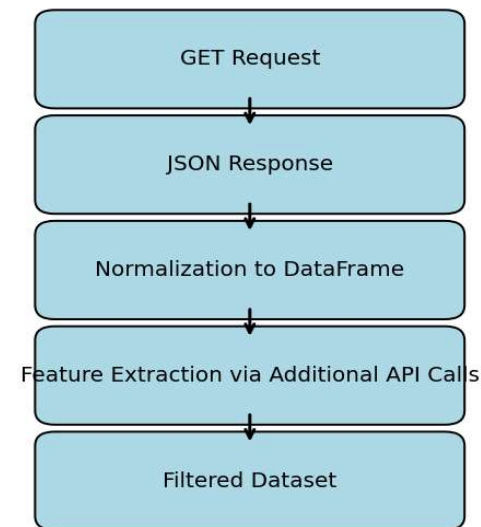 GET Request
JSON Response
Normalization to DataFrame
Feature Extraction via Additional API Calls
Filtered Dataset